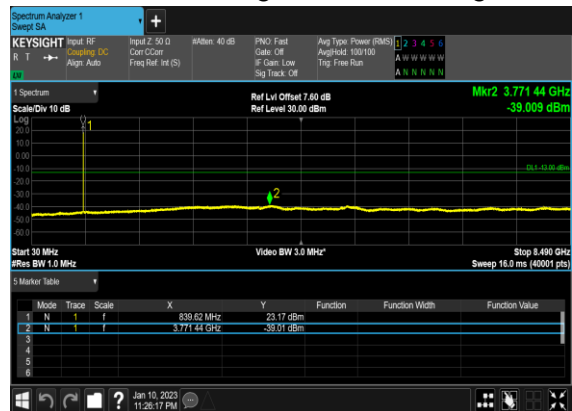 Spectrum Analyzer 1
Swept SA
KEYSIGHT Input: RF Input Z: 50 Ω #Atten: 40 dB PNO: Fast Avg Type: Power (RMS) 1 2 3 4 5 6
R T Coupling: DC Corr CCorr Gate: Off Avg|Hold: 100/100 A W W W W W
Align: Auto Freq Ref: Int (S) IF Gain: Low Trig: Free Run
LW Sig Track: Off A N N N N N
1 Spectrum Ref Lvl Offset 7.60 dB Mkr2 3.771 44 GHz
Scale/Div 10 dB Ref Level 30.00 dBm -39.009 dBm
Log
20.0
10.0
0.00
-10.0
-20.0
-30.0
-40.0
-50.0
-60.0
1
DL1 -13.00 dBm
2
Start 30 MHz Video BW 3.0 MHz* Stop 8.490 GHz
#Res BW 1.0 MHz Sweep 16.0 ms (40001 pts)
5 Marker Table
Mode Trace Scale X Y Function Function Width Function Value
1 N 1 f 839.62 MHz 23.17 dBm
2 N 1 f 3.771 44 GHz -39.01 dBm
3
4
5
6
? Jan 10, 2023
11:26:17 PM